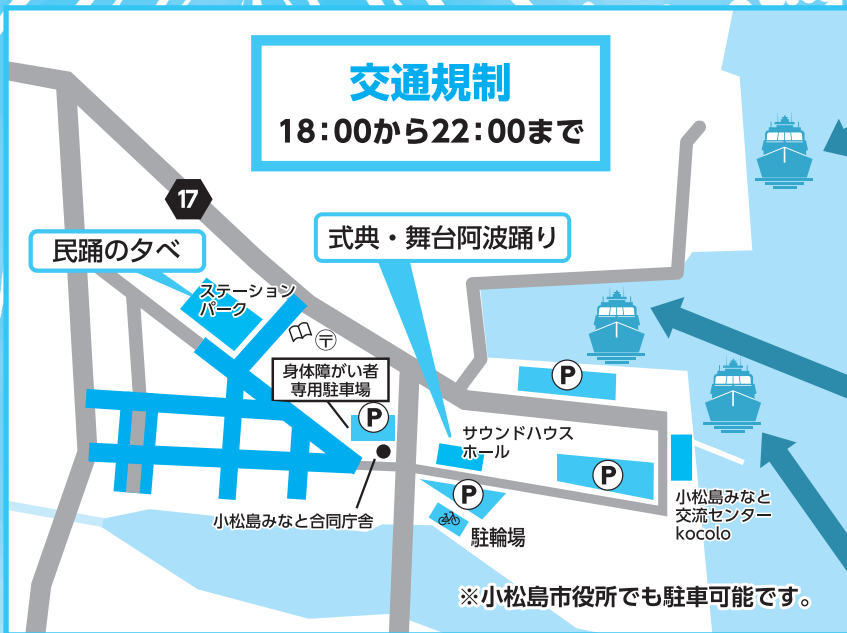 交通規制
18：00から22：00まで
17
民踊の夕べ
式典・舞台阿波踊り
ステーション
パーク
〒
身体障がい者
専用駐車場
P
P
サウンドハウス
ホール
P
P
小松島みなと合同庁舎
駐輪場
小松島みなと
交流センター
kocolo
※小松島市役所でも駐車可能です。